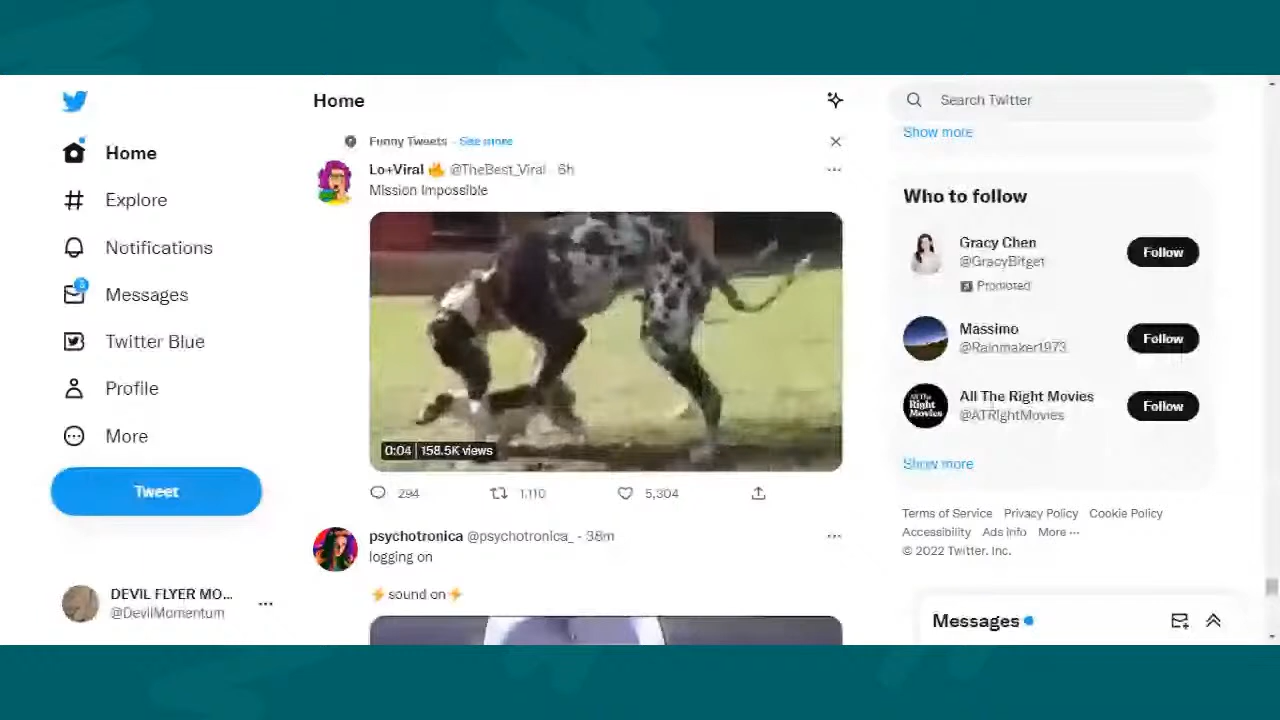 Home
Explore
Notifications
Messages
Twitter Blue
Profile
More
Tweet
DEVIL FLYER MO...
@DevilMomentum
Home
Funny Tweets · See more
Lo+Viral 🔥 @TheBest_Viral · 6h
Mission Impossible
0:04 158.5K views
294 1,110 5,304
psychotronica @psychotronica_ · 38m
logging on
⚡sound on⚡
Search Twitter
Show more
Who to follow
Gracy Chen
@GracyBitget
Promoted
Follow
Massimo
@Rainmaker1973
Follow
All The Right Movies
All The Right Movies
@ATRightMovies
Follow
Show more
Terms of Service Privacy Policy Cookie Policy
Accessibility Ads info More ···
© 2022 Twitter, Inc.
Messages